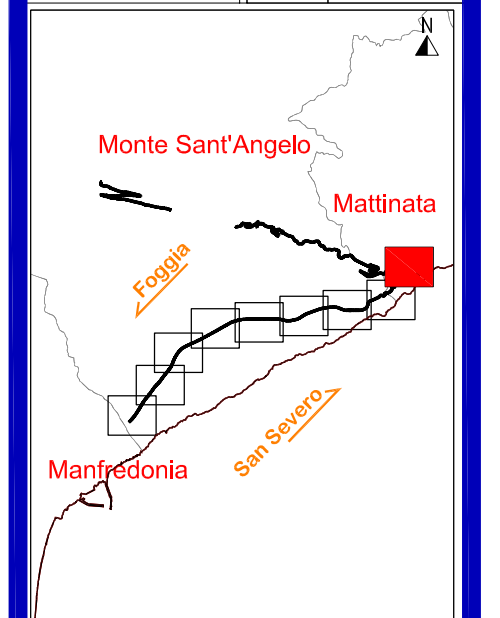 N
Monte Sant'Angelo
Mattinata
Foggia
San Severo
Manfredonia